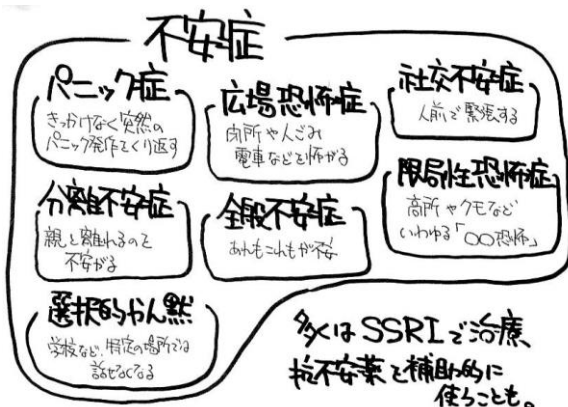 不安症
パニック症
きっかけなく突然の
パニック発作をくり返す
広場恐怖症
閉所や人ごみ
電車などを怖がる
社交不安症
人前で緊張する
分離不安症
親と離れるのを
不安がる
全般不安症
あれもこれもが不安
限局性恐怖症
高所やクモなど
いわゆる「〇〇恐怖」
選択的かん黙
学校など、特定の場所では
話せなくなる
多くはSSRIで治療
抗不安薬を補助的に
使うことも。